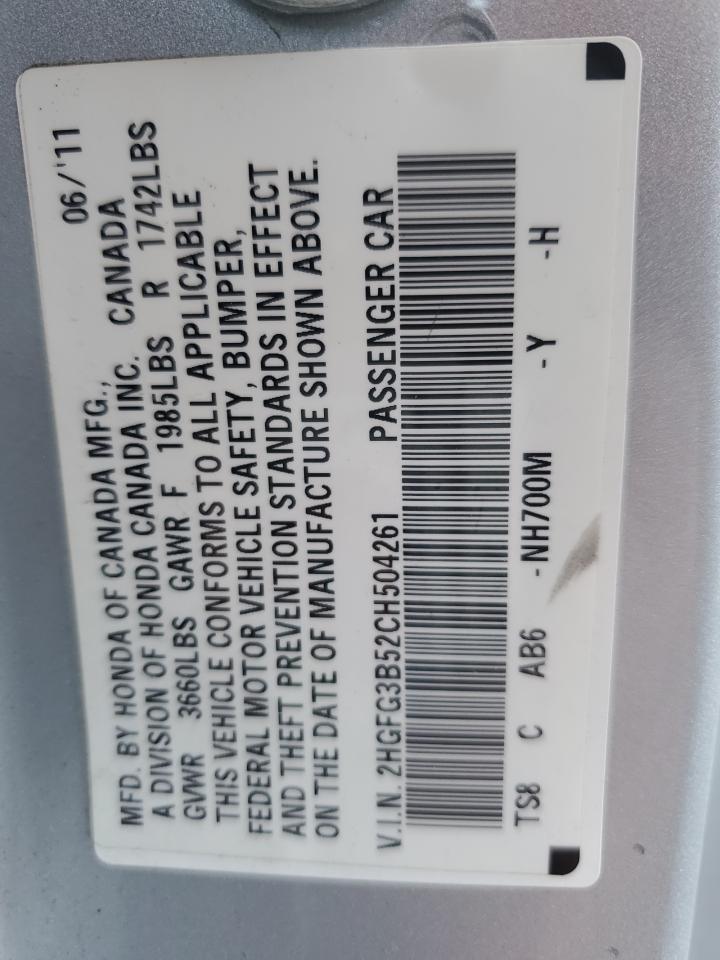 06/'11
MFD. BY HONDA OF CANADA MFG., CANADA
A DIVISION OF HONDA CANADA INC.
GVWR 3660LBS GAWR F 1985LBS R 1742LBS
THIS VEHICLE CONFORMS TO ALL APPLICABLE
FEDERAL MOTOR VEHICLE SAFETY, BUMPER,
AND THEFT PREVENTION STANDARDS IN EFFECT
ON THE DATE OF MANUFACTURE SHOWN ABOVE.
V.I.N. 2HGFG3B52CH504261 PASSENGER CAR
TS8 C AB6 -NH700M -Y -H